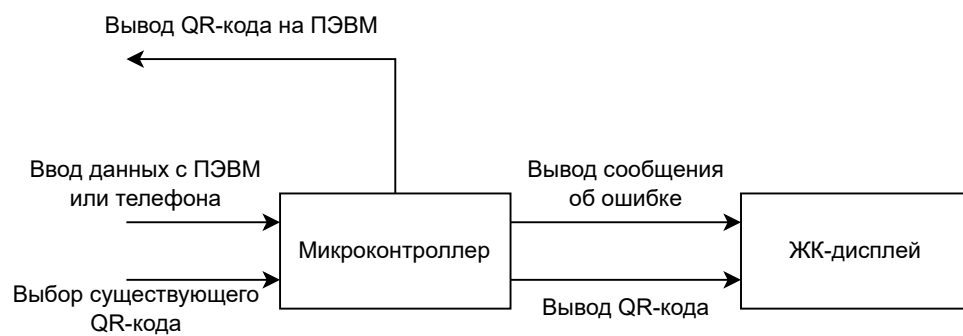 Вывод QR-кода на ПЭВМ
Ввод данных с ПЭВМ
или телефона
Вывод сообщения
об ошибке
Микроконтроллер
ЖК-дисплей
Выбор существующего
QR-кода
Вывод QR-кода